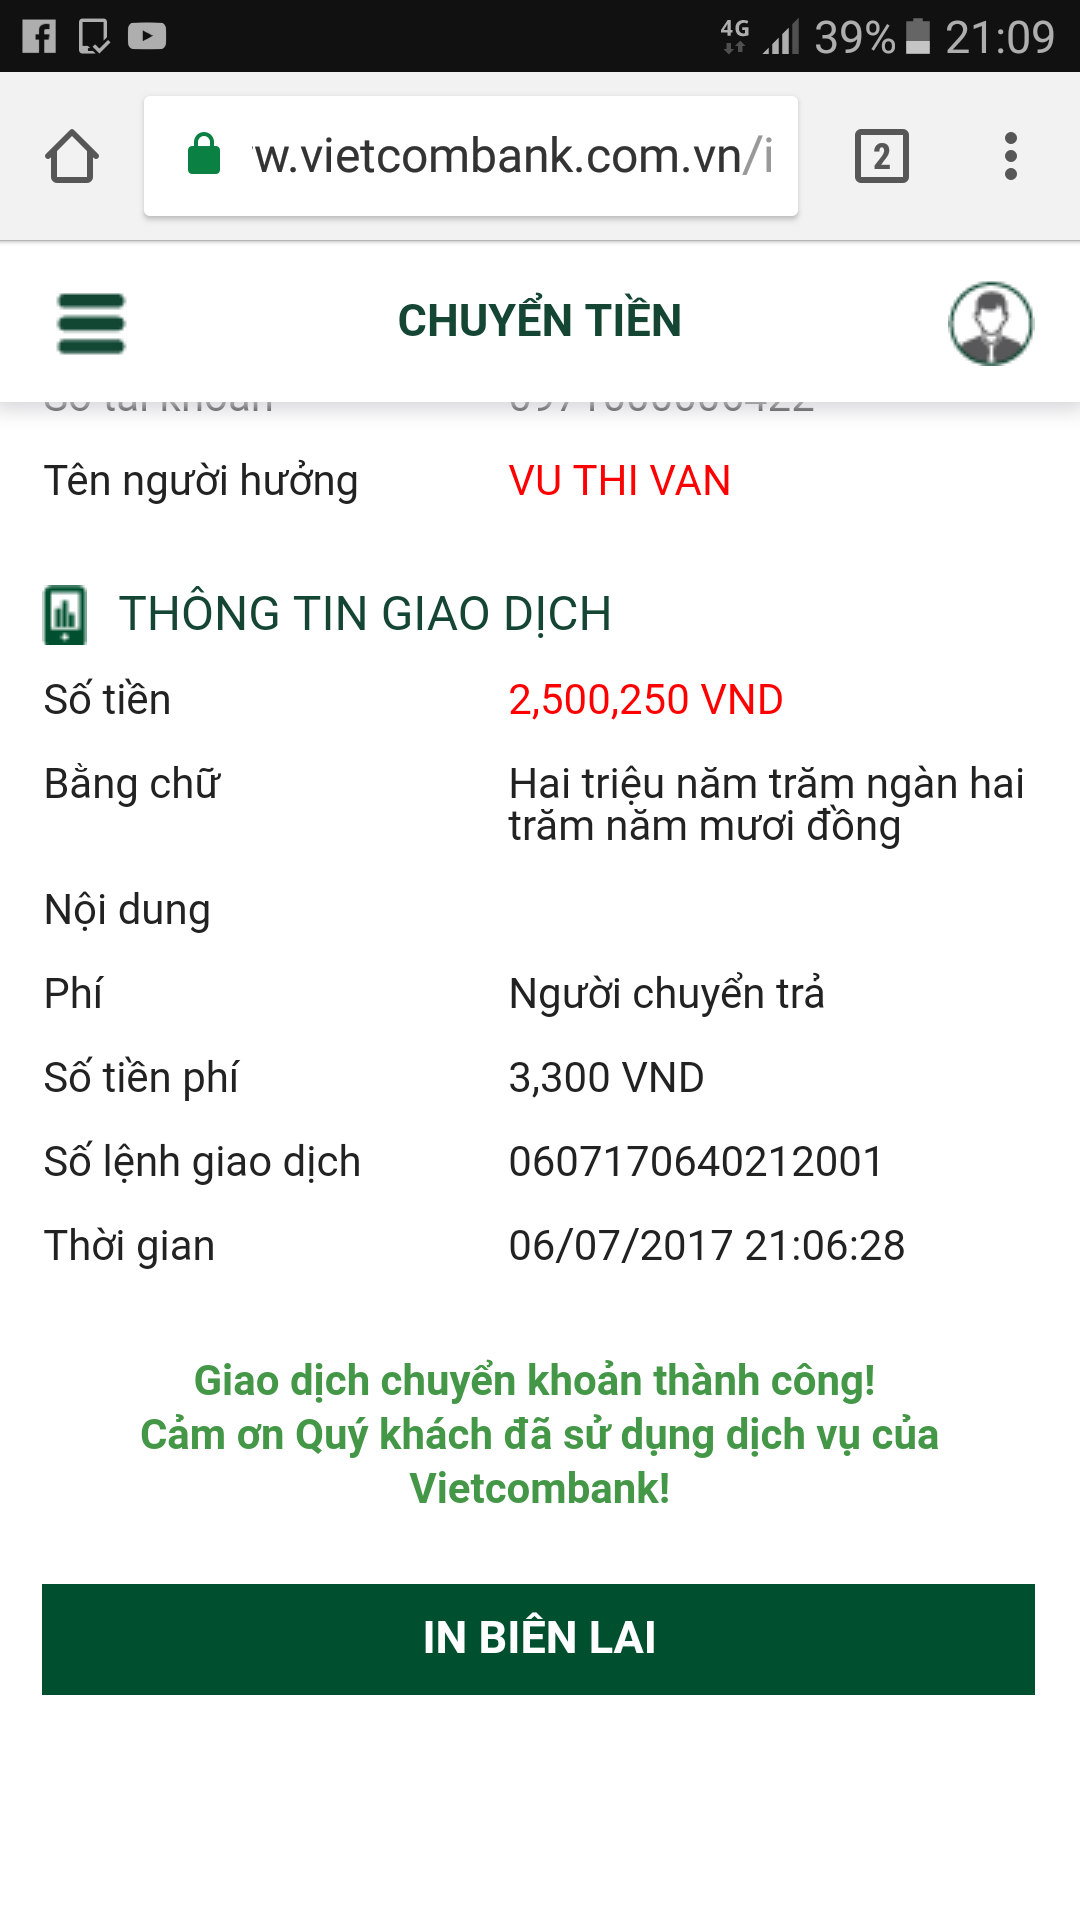 4G 39% 21:09
w.vietcombank.com.vn/i 2
CHUYỂN TIỀN
Số tài khoản
Tên người hưởng VU THI VAN
THÔNG TIN GIAO DỊCH
Số tiền 2,500,250 VND
Bằng chữ Hai triệu năm trăm ngàn hai
trăm năm mươi đồng
Nội dung
Phí Người chuyển trả
Số tiền phí 3,300 VND
Số lệnh giao dịch 0607170640212001
Thời gian 06/07/2017 21:06:28
Giao dịch chuyển khoản thành công!
Cảm ơn Quý khách đã sử dụng dịch vụ của
Vietcombank!
IN BIÊN LAI